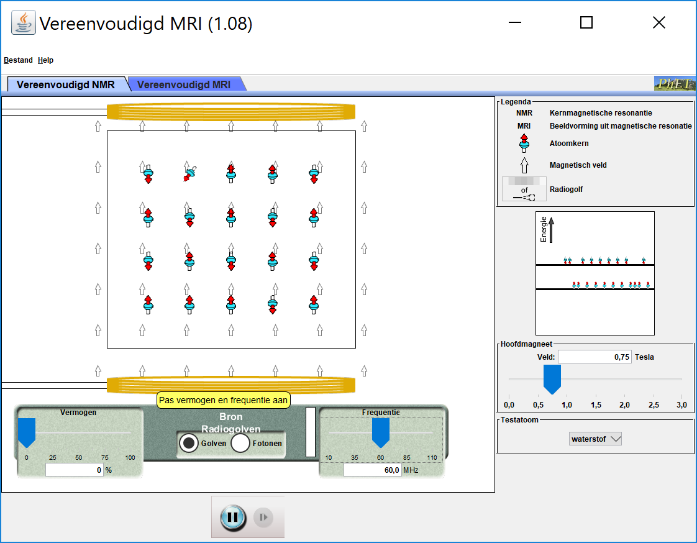 Vereenvoudigd MRI (1.08)
Bestand Help
Vereenvoudigd NMR
Vereenvoudigd MRI
PhET
Legenda
NMR Kernmagnetische resonantie
MRI Beeldvorming uit magnetische resonatie
Atoomkern
Magnetisch veld
of
Radiogolf
Energie
Hoofdmagneet
Veld: 0,75 Tesla
0,0 0,5 1,0 1,5 2,0 2,5 3,0
Testatoom
waterstof
Pas vermogen en frequentie aan
Vermogen
0 25 50 75 100
0 %
Bron
Radiogolven
Golven Fotonen
Frequentie
10 35 60 85 110
60,0 MHz